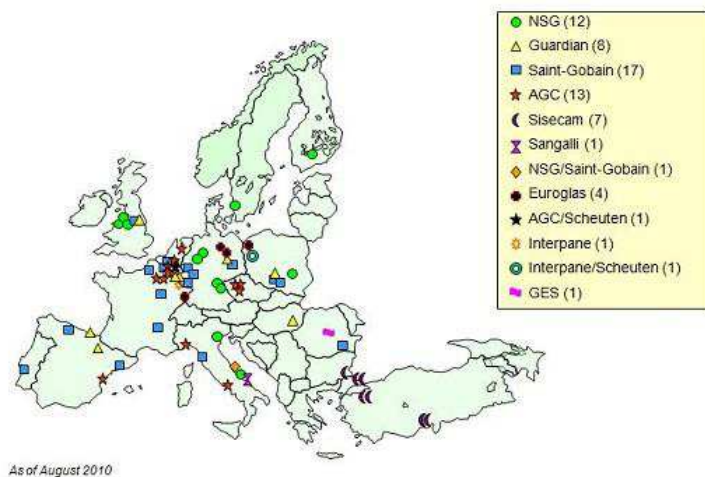 NSG (12)
Guardian (8)
Saint-Gobain (17)
AGC (13)
Sisecam (7)
Sangalli (1)
NSG/Saint-Gobain (1)
Euroglas (4)
AGC/Scheuten (1)
Interpane (1)
Interpane/Scheuten (1)
GES (1)
As of August 2010